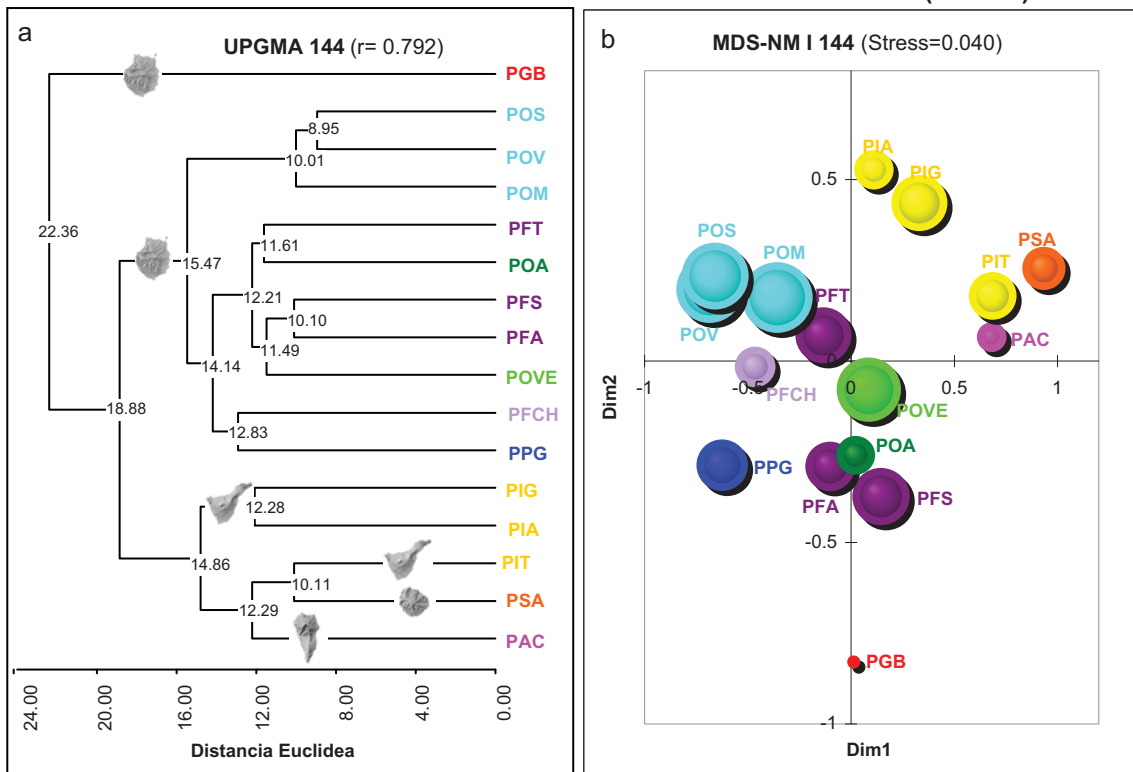 a
UPGMA 144 (r= 0.792)
PGB
POS
8.95
POV
10.01
POM
22.36
PFT
11.61
POA
15.47
12.21
PFS
10.10
PFA
11.49
POVE
14.14
PFCH
18.88
12.83
PPG
PIG
12.28
PIA
14.86
PIT
10.11
PSA
12.29
PAC
24.00 20.00 16.00 12.00 8.00 4.00 0.00
Distancia Euclidea
b
MDS-NM I 144 (Stress=0.040)
PIA
PIG
0.5
POS
POM
PSA
PIT
PFT
POV
PAC
-1 -0.5 0 0.5 1
PFCH
Dim2
POVE
POA
PPG
PFA
PFS
-0.5
PGB
-1
Dim1